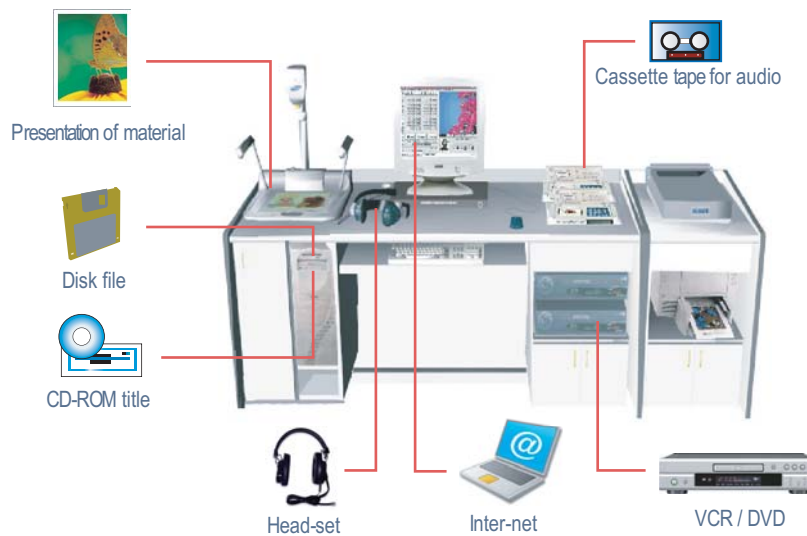 Cassette tape for audio
Presentation of material
Disk file
CD-ROM title
Head-set
Inter-net
VCR / DVD
@